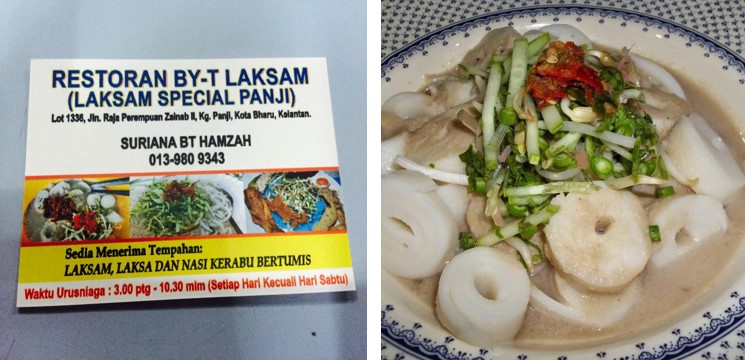 RESTORAN BY-T LAKSAM
(LAKSAM SPECIAL PANJI)
Lot 1336, Jln. Raja Perempuan Zainab II, Kg. Panji, Kota Bharu, Kelantan.
SURIANA BT HAMZAH
013-980 9343
Sedia Menerima Tempahan:
LAKSAM, LAKSA DAN NASI KERABU BERTUMIS
Waktu Urusniaga : 3.00 ptg - 10.30 mlm (Setiap Hari Kecuali Hari Sabtu)